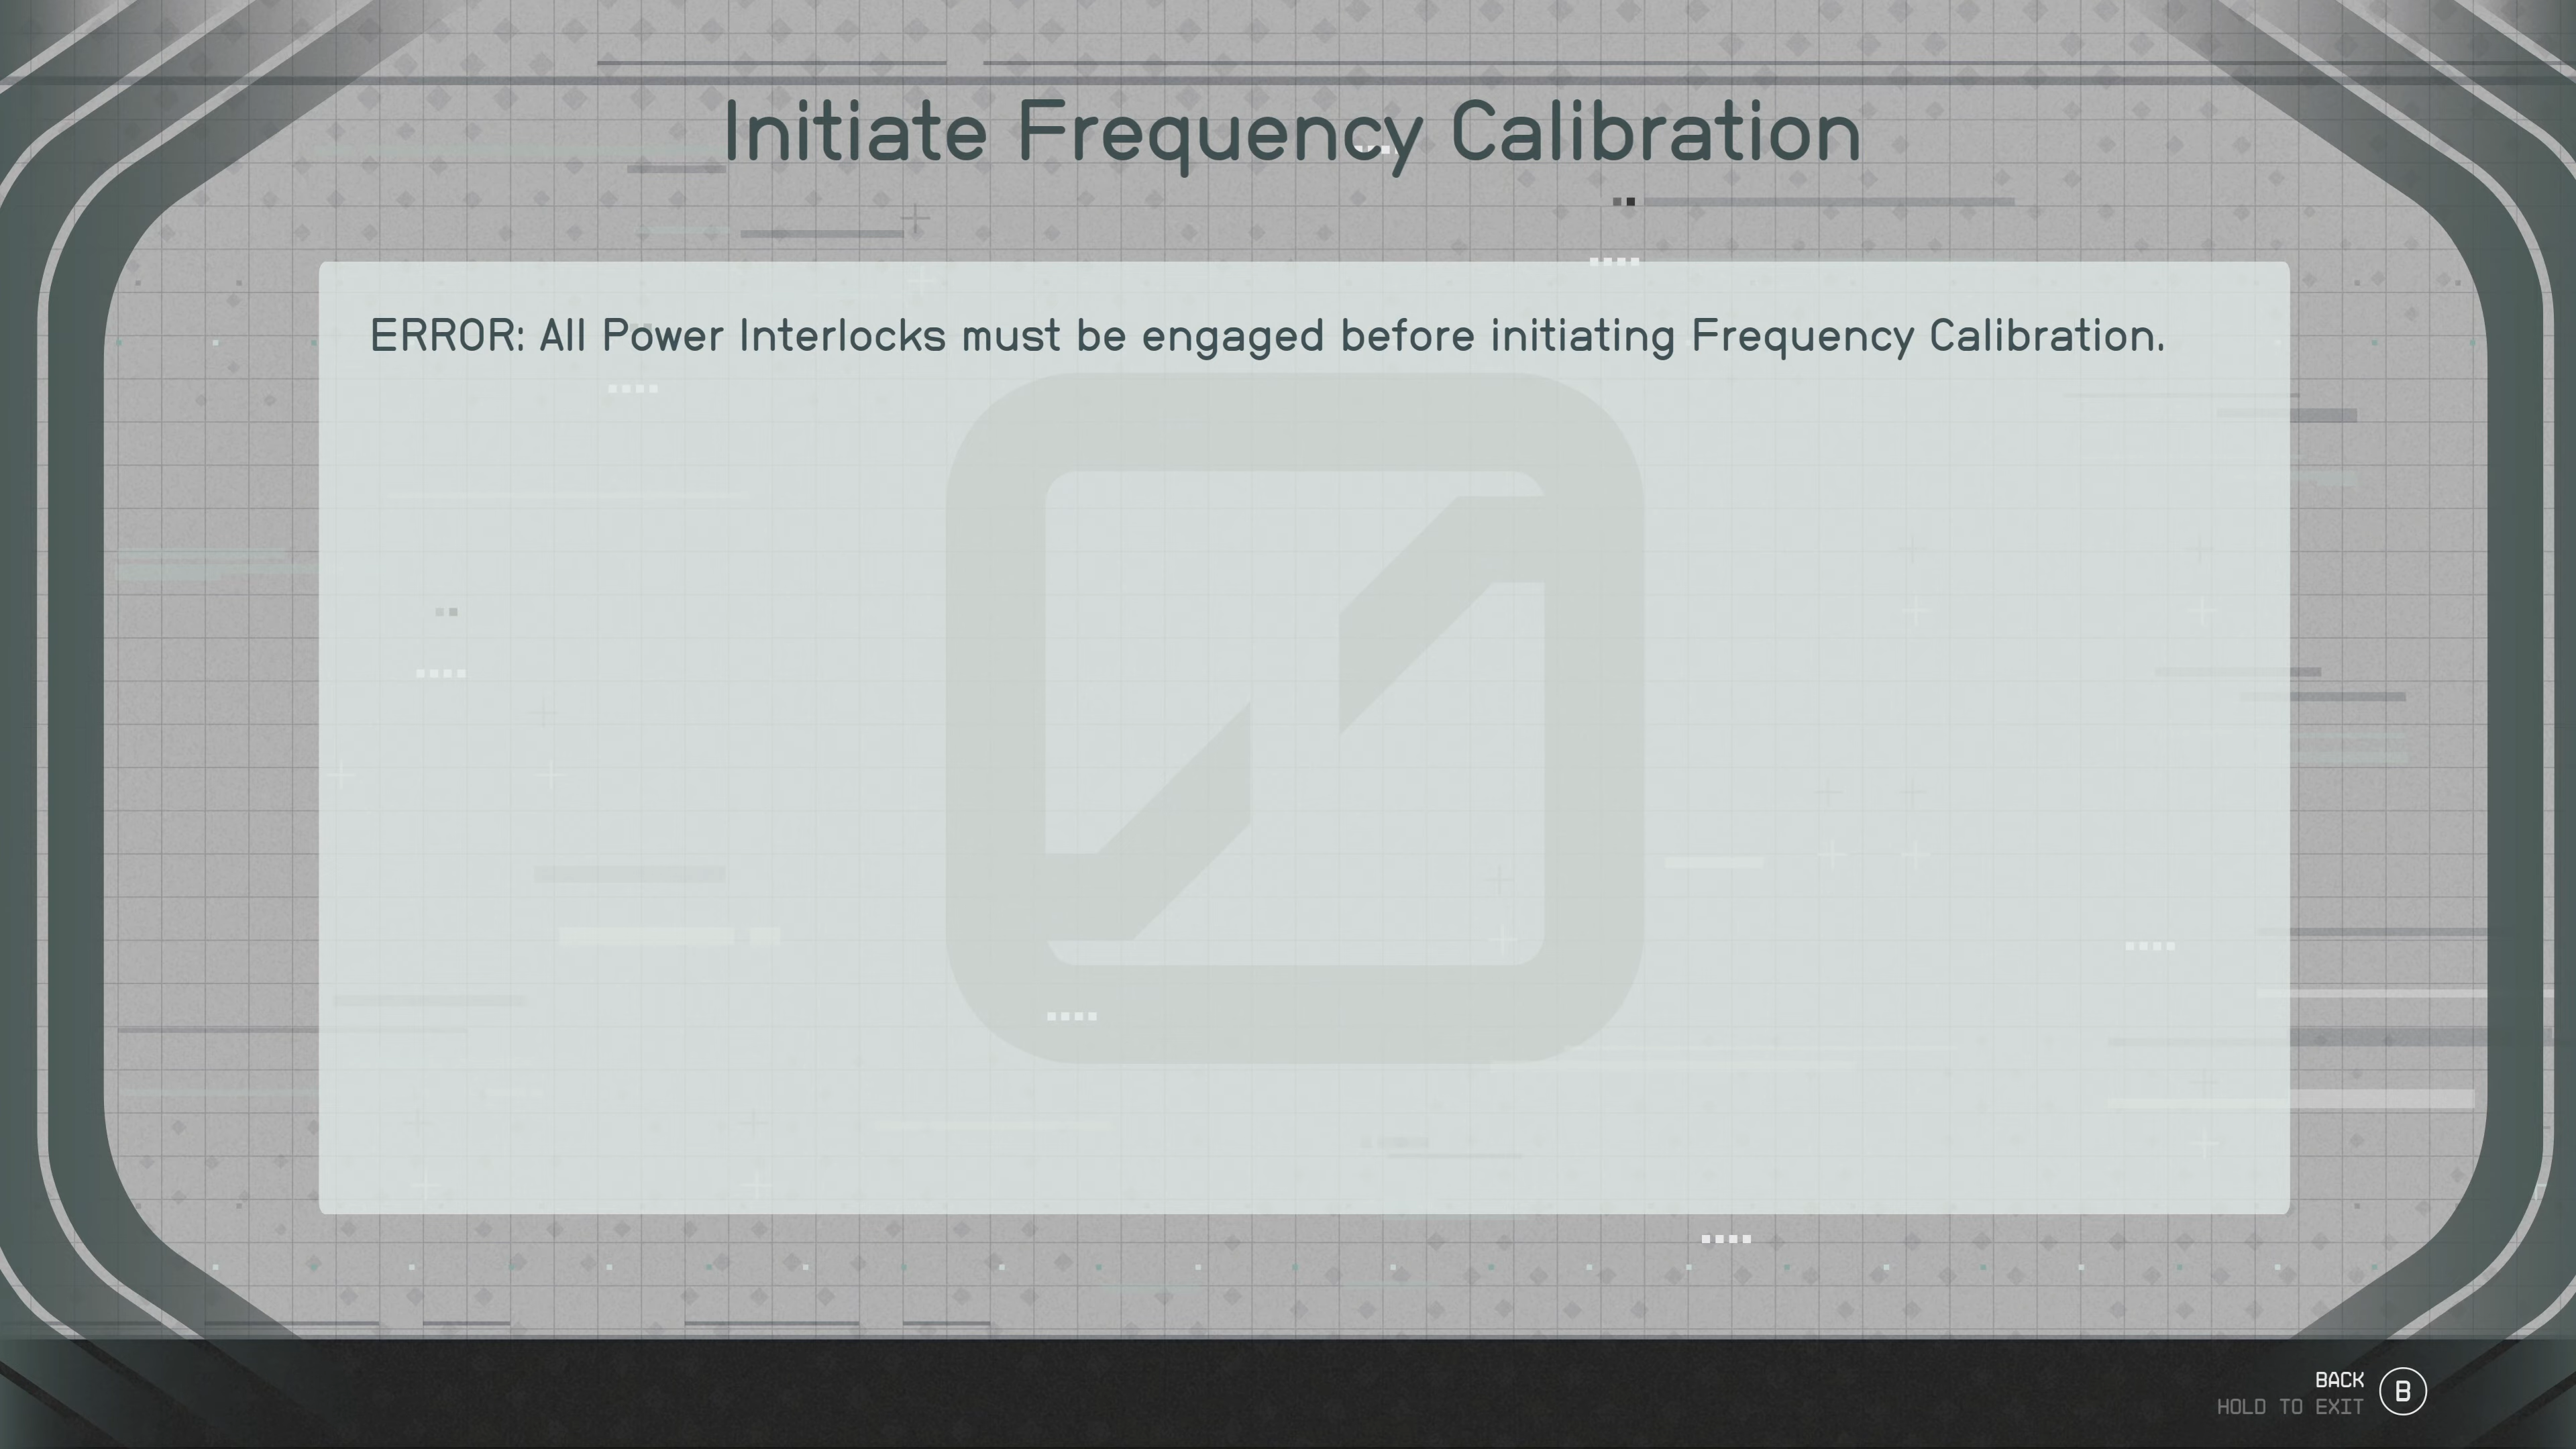 Initiate Frequency Calibration
ERROR: All Power Interlocks must be engaged before initiating Frequency Calibration.
BACK
HOLD TO EXIT
B